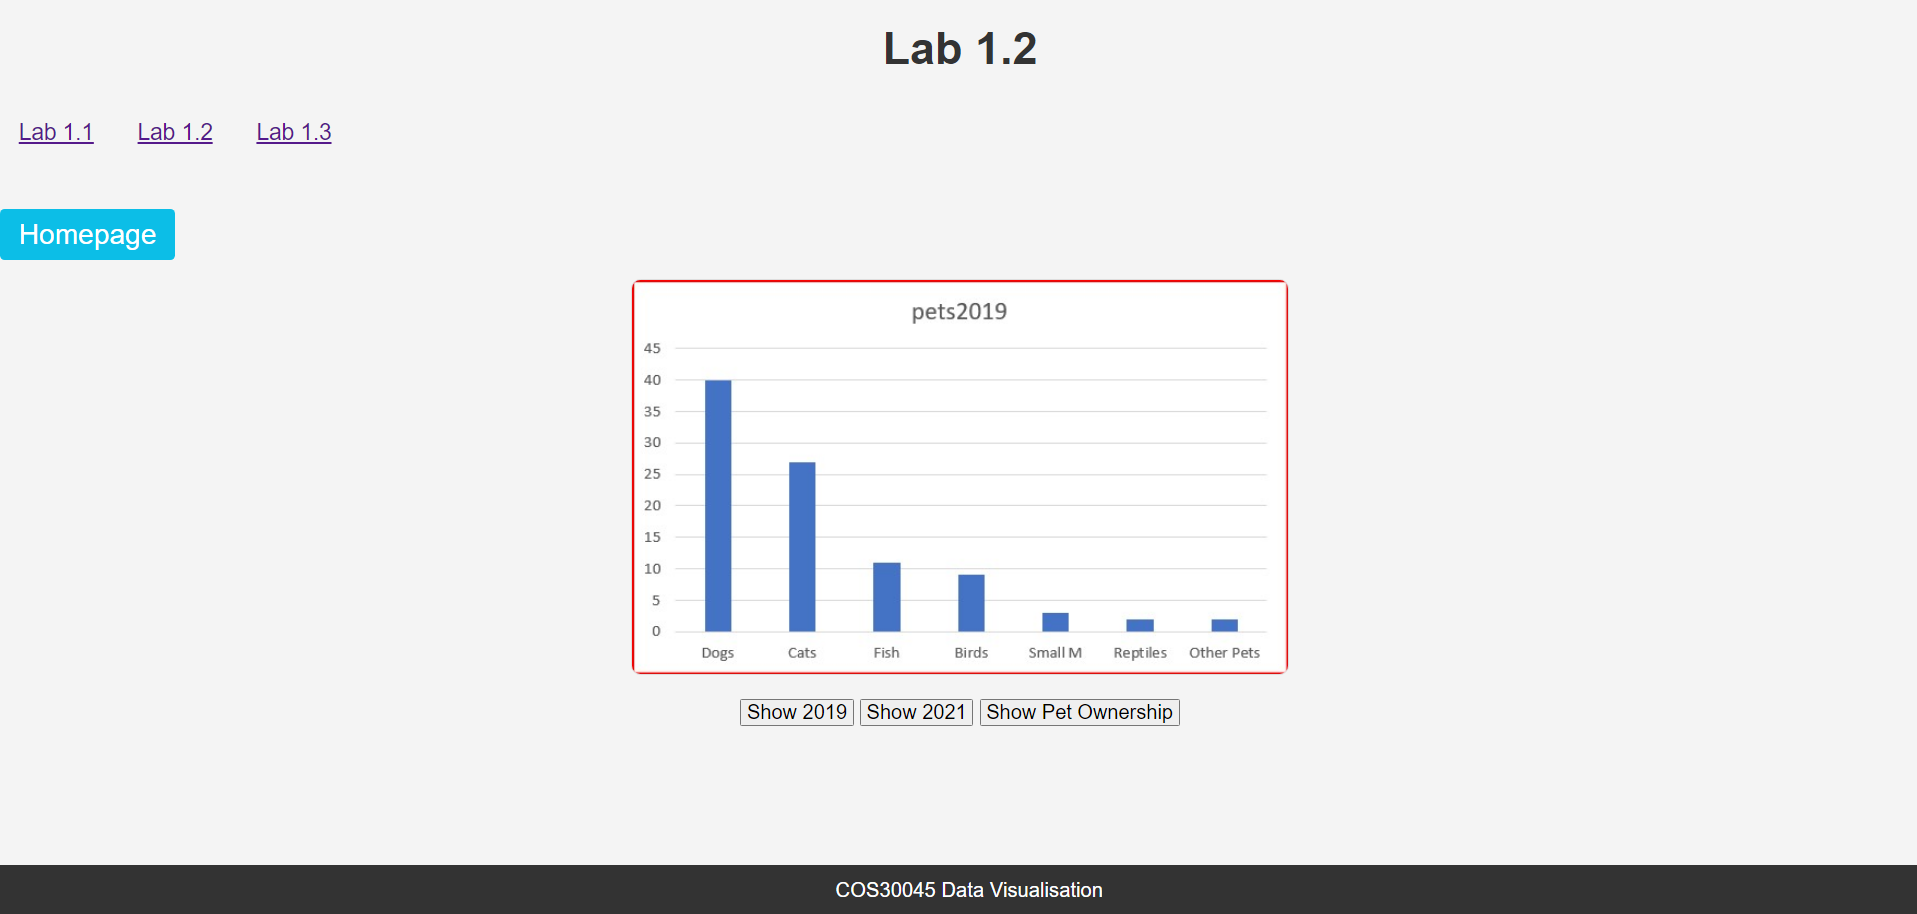 Lab 1.2
Lab 1.1 Lab 1.2 Lab 1.3
Homepage
pets2019
45
40
35
30
25
20
15
10
5
0
Dogs Cats Fish Birds Small M Reptiles Other Pets
Show 2019 Show 2021 Show Pet Ownership
COS30045 Data Visualisation